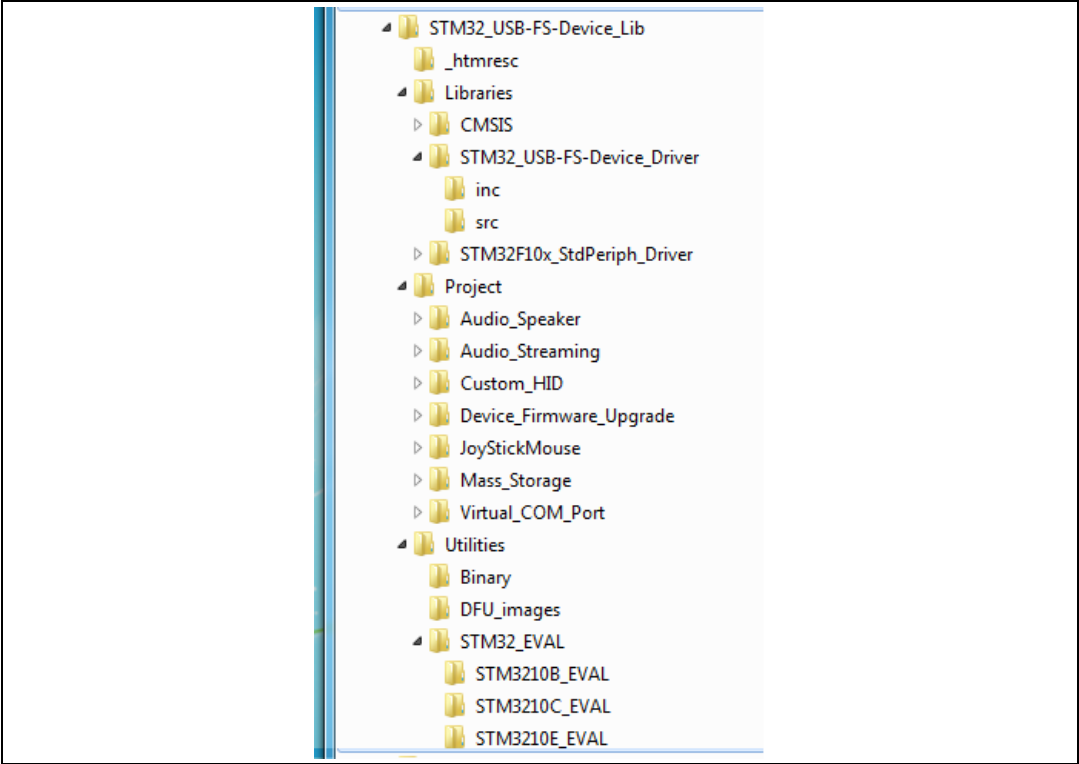 STM32_USB-FS-Device_Lib
_htmresc
Libraries
CMSIS
STM32_USB-FS-Device_Driver
inc
src
STM32F10x_StdPeriph_Driver
Project
Audio_Speaker
Audio_Streaming
Custom_HID
Device_Firmware_Upgrade
JoyStickMouse
Mass_Storage
Virtual_COM_Port
Utilities
Binary
DFU_images
STM32_EVAL
STM3210B_EVAL
STM3210C_EVAL
STM3210E_EVAL